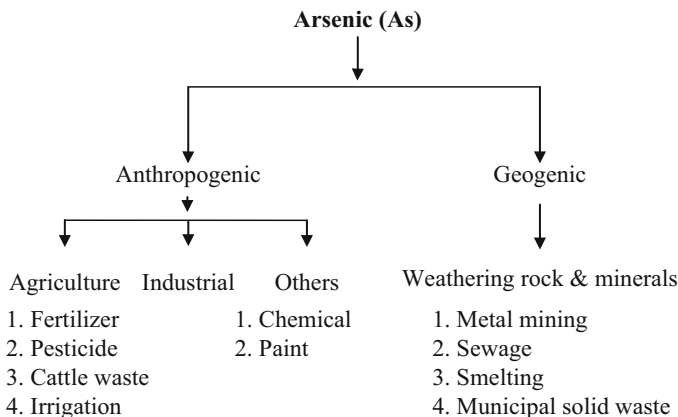 Arsenic (As)
Anthropogenic Geogenic
Agriculture Industrial Others Weathering rock & minerals
1. Fertilizer 1. Chemical 1. Metal mining
2. Pesticide 2. Paint 2. Sewage
3. Cattle waste 3. Smelting
4. Irrigation 4. Municipal solid waste